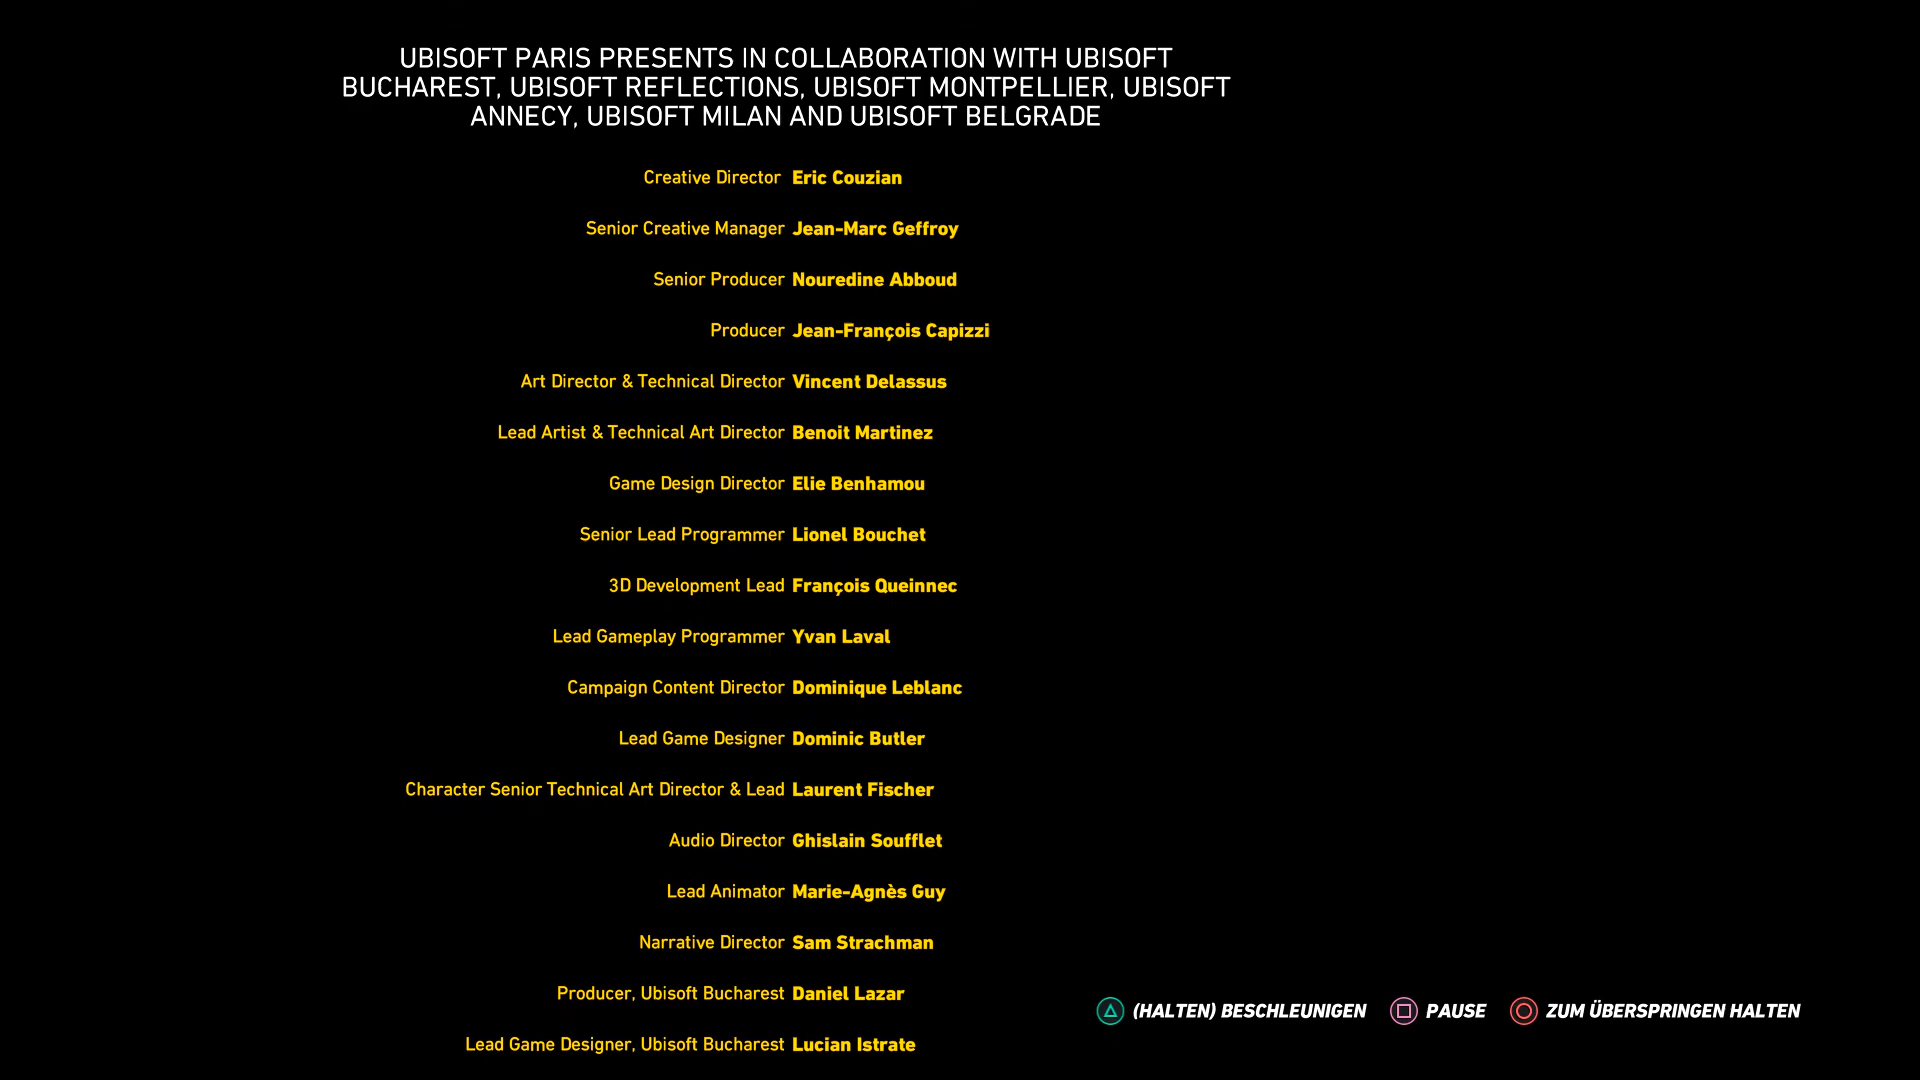 UBISOFT PARIS PRESENTS IN COLLABORATION WITH UBISOFT
BUCHAREST, UBISOFT REFLECTIONS, UBISOFT MONTPELLIER, UBISOFT
ANNECY, UBISOFT MILAN AND UBISOFT BELGRADE
Creative Director Eric Couzian
Senior Creative Manager Jean-Marc Geffroy
Senior Producer Nouredine Abboud
Producer Jean-François Capizzi
Art Director & Technical Director Vincent Delassus
Lead Artist & Technical Art Director Benoit Martinez
Game Design Director Elie Benhamou
Senior Lead Programmer Lionel Bouchet
3D Development Lead François Queinnec
Lead Gameplay Programmer Yvan Laval
Campaign Content Director Dominique Leblanc
Lead Game Designer Dominic Butler
Character Senior Technical Art Director & Lead Laurent Fischer
Audio Director Ghislain Soufflet
Lead Animator Marie-Agnès Guy
Narrative Director Sam Strachman
Producer, Ubisoft Bucharest Daniel Lazar
Lead Game Designer, Ubisoft Bucharest Lucian Istrate
(HALTEN) BESCHLEUNIGEN PAUSE ZUM ÜBERSPRINGEN HALTEN